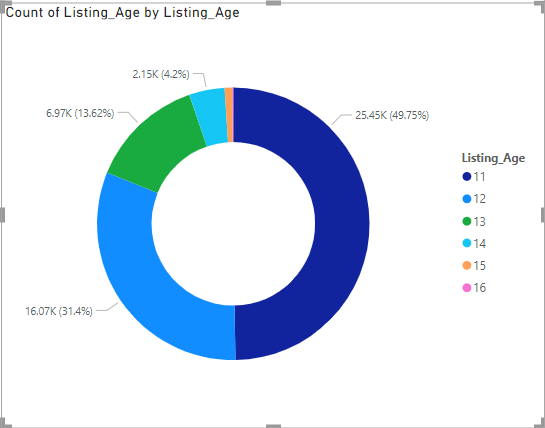 Count of Listing_Age by Listing_Age
2.15K (4.2%)
6.97K (13.62%)
25.45K (49.75%)
16.07K (31.4%)
Listing_Age
11
12
13
14
15
16